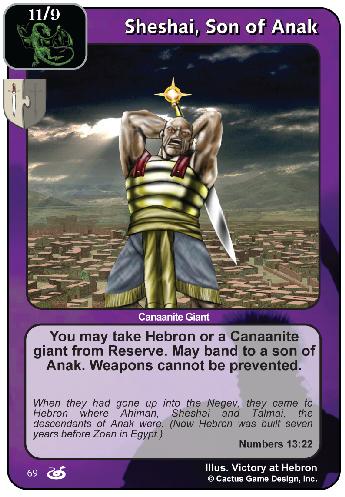 11/9
Sheshai, Son of Anak
Canaanite Giant
You may take Hebron or a Canaanite
giant from Reserve. May band to a son of
Anak. Weapons cannot be prevented.
When they had gone up into the Negev, they came to
Hebron where Ahiman, Sheshai and Talmai, the
descendants of Anak were. (Now Hebron was built seven
years before Zoan in Egypt.)
Numbers 13:22
Illus. Victory at Hebron
69
© Cactus Game Design, Inc.